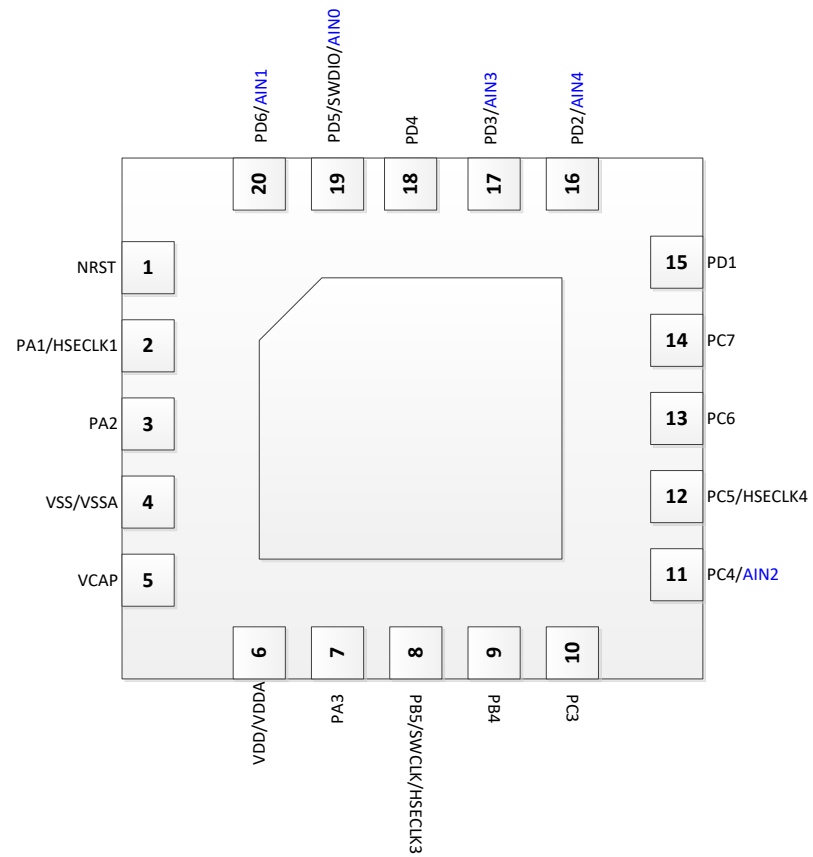 PD6/AIN1
PD5/SWDIO/AIN0
PD4
PD3/AIN3
PD2/AIN4
20
19
18
17
16
NRST 1
PA1/HSECLK1 2
PA2 3
VSS/VSSA 4
VCAP 5
15 PD1
14 PC7
13 PC6
12 PC5/HSECLK4
11 PC4/AIN2
6
7
8
9
10
VDD/VDDA
PA3
PB5/SWCLK/HSECLK3
PB4
PC3